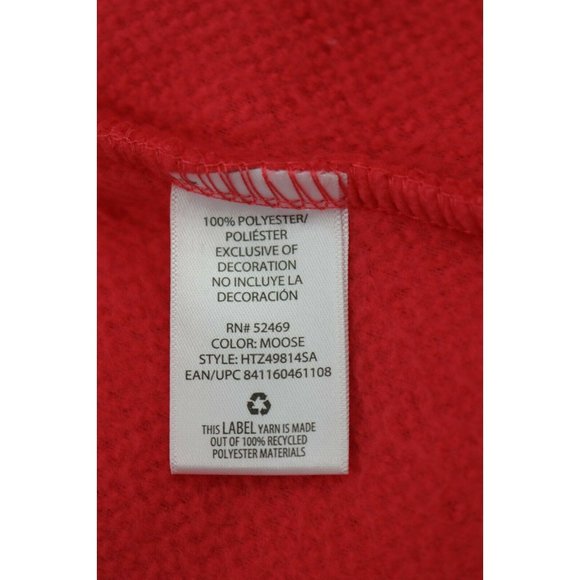 100% POLYESTER/
POLIÉSTER
EXCLUSIVE OF
DECORATION
NO INCLUYE LA
DECORACIÓN
RN# 52469
COLOR: MOOSE
STYLE: HTZ49814SA
EAN/UPC 841160461108
THIS LABEL YARN IS MADE
OUT OF 100% RECYCLED
POLYESTER MATERIALS